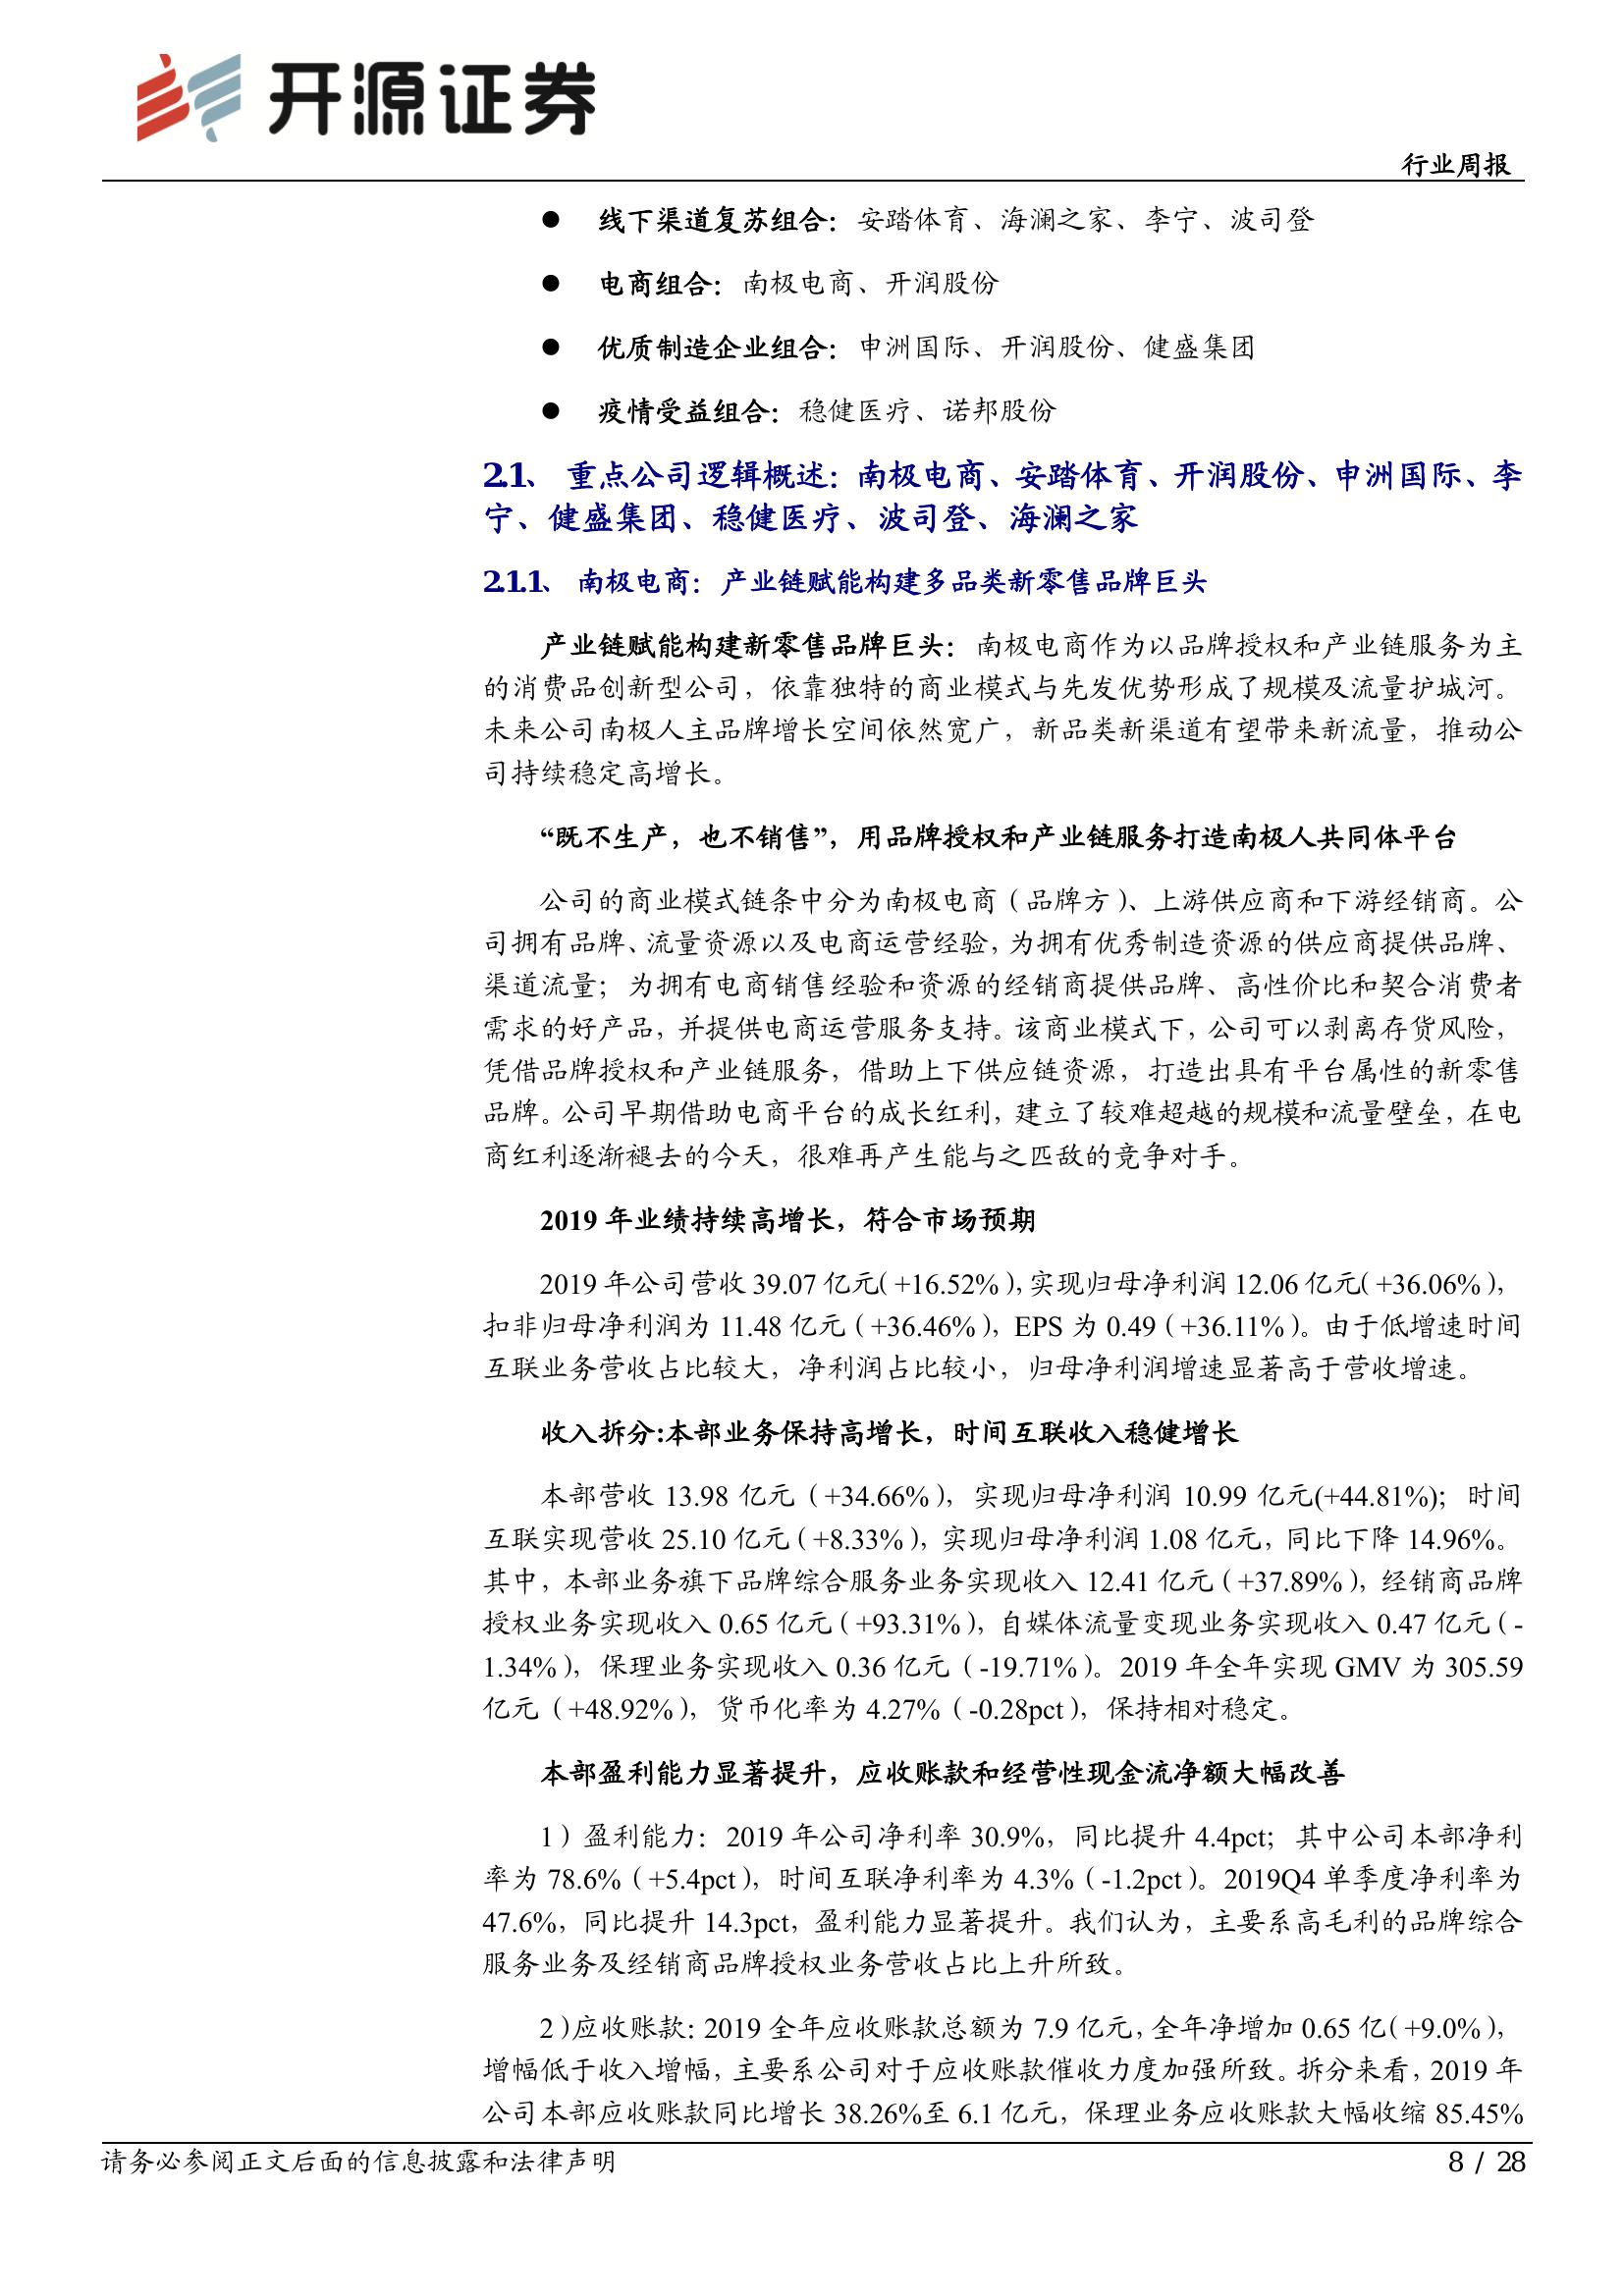 开源证券
行业周报
● 线下渠道复苏组合：安踏体育、海澜之家、李宁、波司登
● 电商组合：南极电商、开润股份
● 优质制造企业组合：申洲国际、开润股份、健盛集团
● 疫情受益组合：稳健医疗、诺邦股份
2.1、 重点公司逻辑概述：南极电商、安踏体育、开润股份、申洲国际、李
宁、健盛集团、稳健医疗、波司登、海澜之家
2.1.1、 南极电商：产业链赋能构建多品类新零售品牌巨头
产业链赋能构建新零售品牌巨头：南极电商作为以品牌授权和产业链服务为主
的消费品创新型公司，依靠独特的商业模式与先发优势形成了规模及流量护城河。
未来公司南极人主品牌增长空间依然宽广，新品类新渠道有望带来新流量，推动公
司持续稳定高增长。
“既不生产，也不销售”，用品牌授权和产业链服务打造南极人共同体平台
公司的商业模式链条中分为南极电商（品牌方）、上游供应商和下游经销商。公
司拥有品牌、流量资源以及电商运营经验，为拥有优秀制造资源的供应商提供品牌、
渠道流量；为拥有电商销售经验和资源的经销商提供品牌、高性价比和契合消费者
需求的好产品，并提供电商运营服务支持。该商业模式下，公司可以剥离存货风险，
凭借品牌授权和产业链服务，借助上下供应链资源，打造出具有平台属性的新零售
品牌。公司早期借助电商平台的成长红利，建立了较难超越的规模和流量壁垒，在电
商红利逐渐褪去的今天，很难再产生能与之匹敌的竞争对手。
2019 年业绩持续高增长，符合市场预期
2019 年公司营收 39.07 亿元（+16.52%），实现归母净利润 12.06 亿元（+36.06%），
扣非归母净利润为 11.48 亿元（+36.46%），EPS 为 0.49（+36.11%）。由于低增速时间
互联业务营收占比较大，净利润占比较小，归母净利润增速显著高于营收增速。
收入拆分:本部业务保持高增长，时间互联收入稳健增长
本部营收 13.98 亿元（+34.66%），实现归母净利润 10.99 亿元(+44.81%)；时间
互联实现营收 25.10 亿元（+8.33%），实现归母净利润 1.08 亿元，同比下降 14.96%。
其中，本部业务旗下品牌综合服务业务实现收入 12.41 亿元（+37.89%），经销商品牌
授权业务实现收入 0.65 亿元（+93.31%），自媒体流量变现业务实现收入 0.47 亿元（-
1.34%），保理业务实现收入 0.36 亿元（-19.71%）。2019 年全年实现 GMV 为 305.59
亿元（+48.92%），货币化率为 4.27%（-0.28pct），保持相对稳定。
本部盈利能力显著提升，应收账款和经营性现金流净额大幅改善
1）盈利能力：2019 年公司净利率 30.9%，同比提升 4.4pct；其中公司本部净利
率为 78.6%（+5.4pct），时间互联净利率为 4.3%（-1.2pct）。2019Q4 单季度净利率为
47.6%，同比提升 14.3pct，盈利能力显著提升。我们认为，主要系高毛利的品牌综合
服务业务及经销商品牌授权业务营收占比上升所致。
2）应收账款：2019 全年应收账款总额为 7.9 亿元，全年净增加 0.65 亿（+9.0%），
增幅低于收入增幅，主要系公司对于应收账款催收力度加强所致。拆分来看，2019 年
公司本部应收账款同比增长 38.26%至 6.1 亿元，保理业务应收账款大幅收缩 85.45%
请务必参阅正文后面的信息披露和法律声明
8 / 28